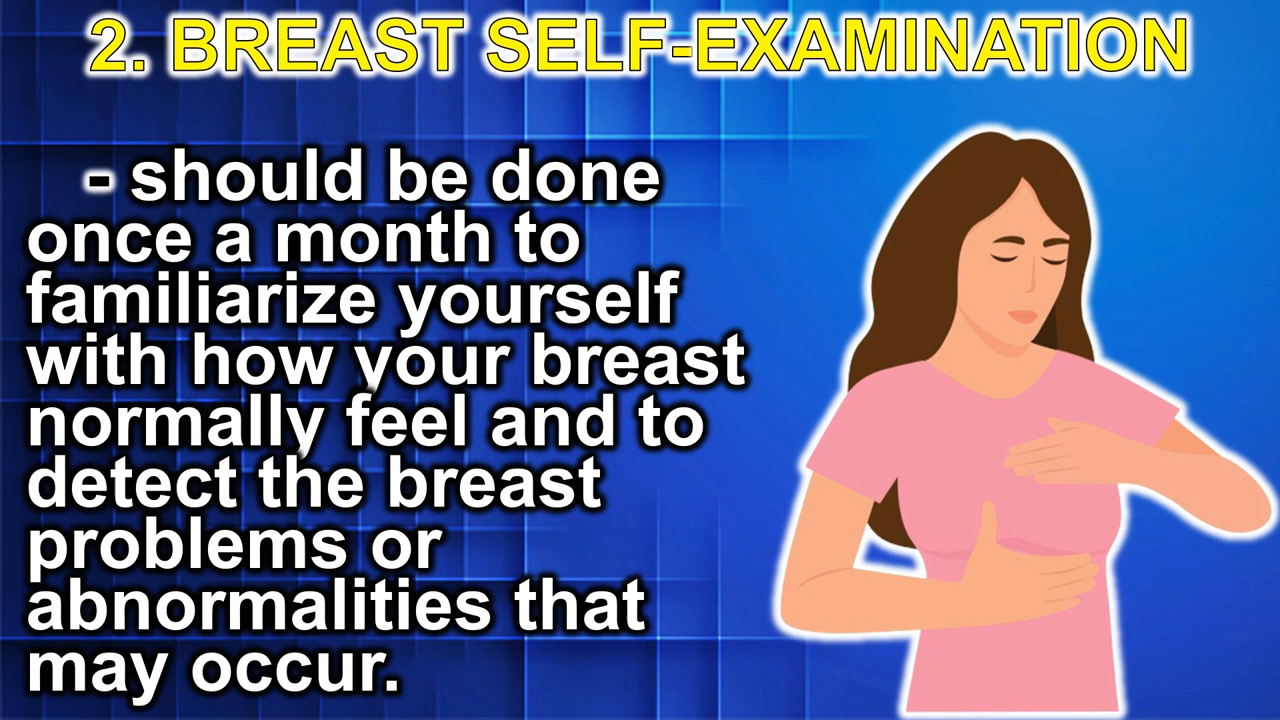 2. BREAST SELF-EXAMINATION
- should be done
once a month to
familiarize yourself
with how your breast
normally feel and to
detect the breast
problems or
abnormalities that
may occur.